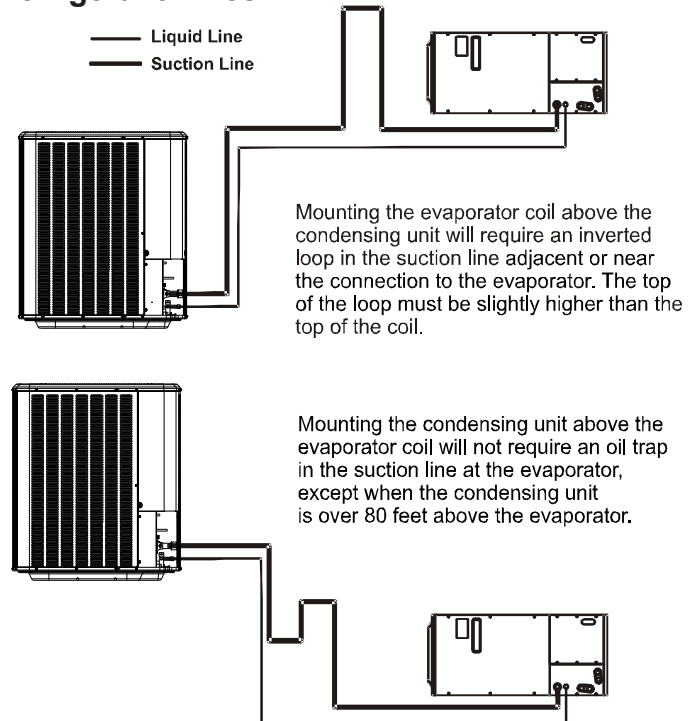 Liquid Line
Suction Line
Mounting the evaporator coil above the
condensing unit will require an inverted
loop in the suction line adjacent or near
the connection to the evaporator. The top
of the loop must be slightly higher than the
top of the coil.
Mounting the condensing unit above the
evaporator coil will not require an oil trap
in the suction line at the evaporator,
except when the condensing unit
is over 80 feet above the evaporator.